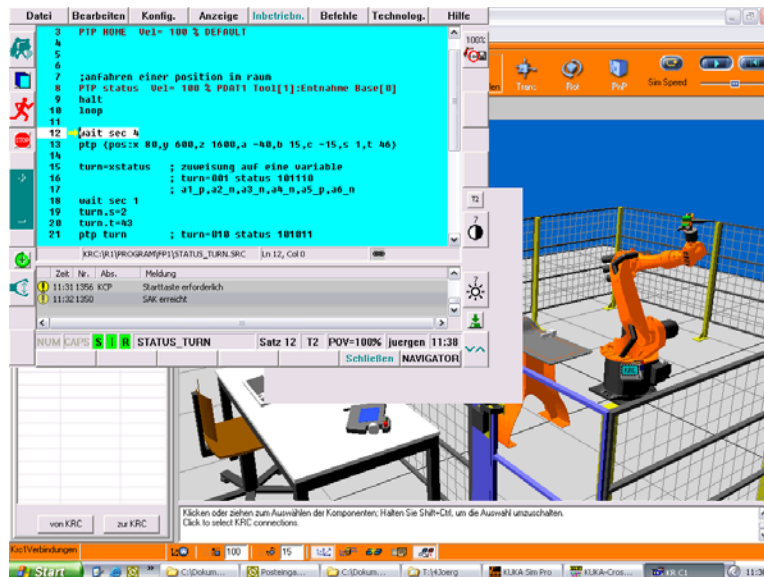 Datei Bearbeiten Konfig. Anzeige Inbetriebn. Befehle Technolog. Hilfe
3 PTP HOME Vel= 100 % DEFAULT
4
5
6
7 ;anfahren einer position in raum
8 PTP status Vel= 100 % PDAT1 Tool[1]:Entnahme Base[0]
9 halt
10 loop
11
12 wait sec 4
13 ptp {pos:x 80,y 600,z 1600,a -40,b 15,c -15,s 1,t 46}
14
15 turn=xstatus ; zuweisung auf eine variable
16 ; turn=001 status 101110
17 ; a1_p,a2_n,a3_n,a4_n,a5_p,a6_n
18 wait sec 1
19 turn.s=2
20 turn.t=43
21 ptp turn ; turn=010 status 101011
KRC:\R1\PROGRAM\FP1\STATUS_TURN.SRC Ln 12, Col 0
Zeit Nr. Abs. Meldung
11:31 1356 KCP Starttaste erforderlich
11:32 1350 SAK erreicht
NUM CAPS S I R STATUS_TURN Satz 12 T2 POV=100% juergen 11:38
Schließen NAVIGATOR
100%
STOP
T2
7
7
Trans Rot PnP Sim Speed
KRC
von KRC zur KRC
Klicken oder ziehen zum Auswählen der Komponenten; Halten Sie Shift+Ctrl, um die Auswahl umzuschalten.
Click to select KRC connections.
Krc1Verbindungen 100 15
Start C:\Dokum... Posteinga... C:\Dokum... T:\43oerg KUKA Sim Pro KUKA-Cros... KR C1